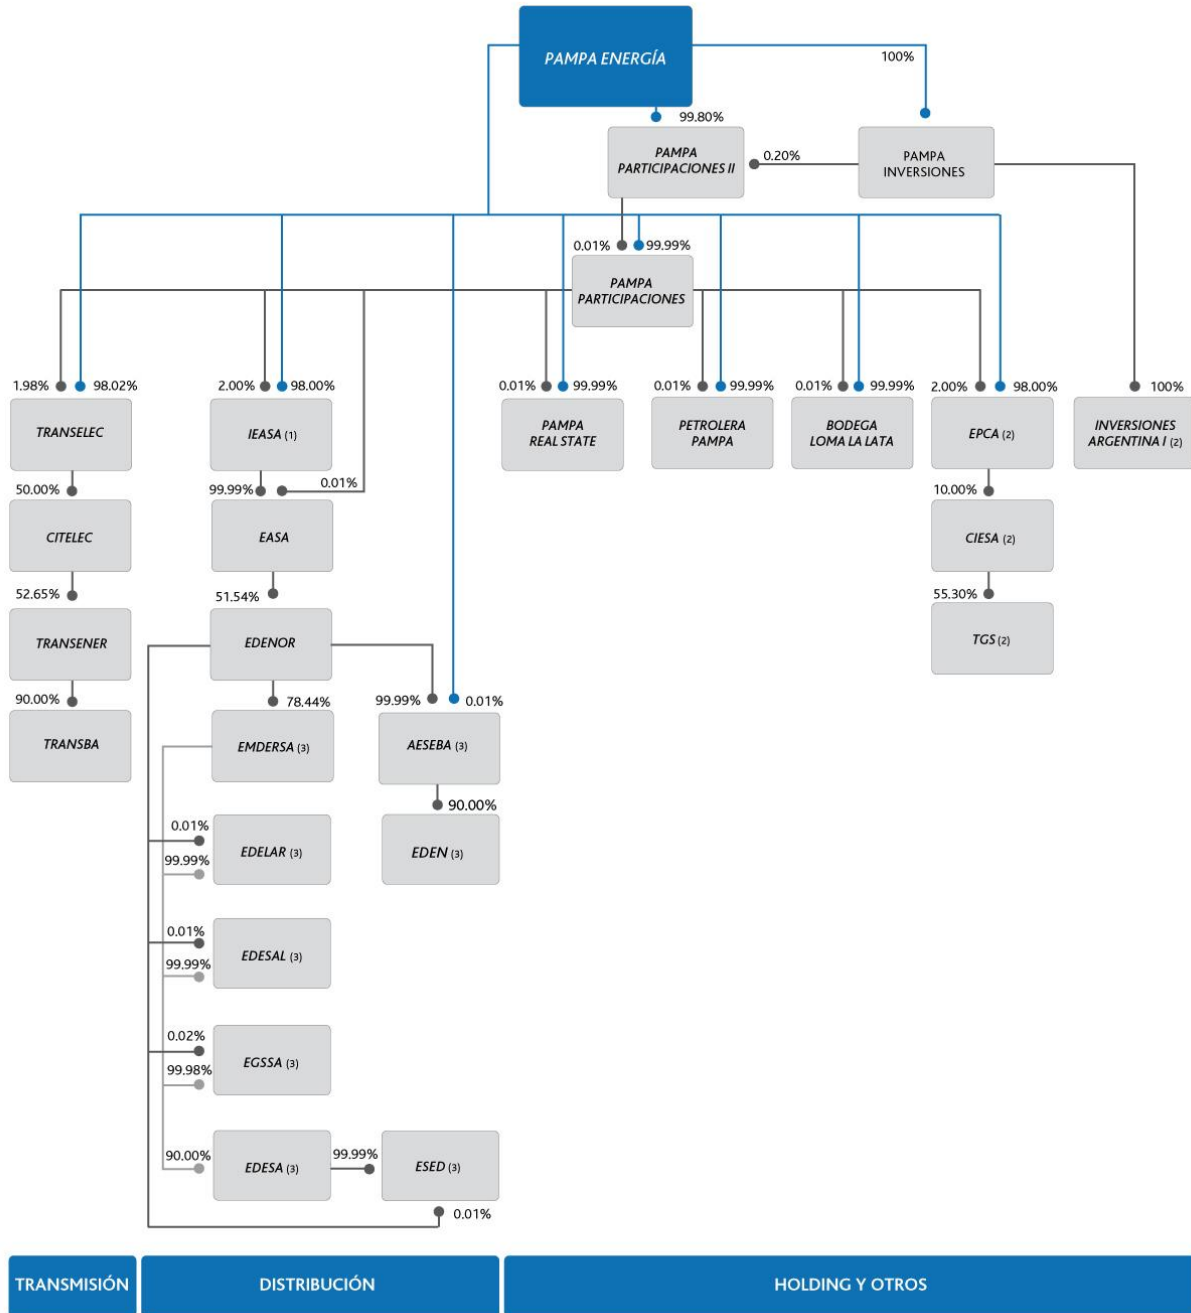 PAMPA ENERGÍA
100%
99.80%
PAMPA
PARTICIPACIONES II
0.20%
PAMPA
INVERSIONES
0.01%
99.99%
PAMPA
PARTICIPACIONES
1.98%
98.02%
2.00%
98.00%
0.01%
99.99%
0.01%
99.99%
0.01%
99.99%
2.00%
98.00%
100%
TRANSELEC
IEASA (1)
PAMPA
REAL STATE
PETROLERA
PAMPA
BODEGA
LOMA LA LATA
EPCA (2)
INVERSIONES
ARGENTINA I (2)
50.00%
99.99%
0.01%
10.00%
CITELEC
EASA
CIESA (2)
52.65%
51.54%
55.30%
TRANSENER
EDENOR
TGS (2)
90.00%
78.44%
99.99%
0.01%
TRANSBA
EMDERSA (3)
AESEBA (3)
90.00%
0.01%
99.99%
EDELAR (3)
EDEN (3)
0.01%
99.99%
EDESAL (3)
0.02%
99.98%
EGSSA (3)
90.00%
EDESA (3)
99.99%
ESED (3)
0.01%
TRANSMISIÓN
DISTRIBUCIÓN
HOLDING Y OTROS